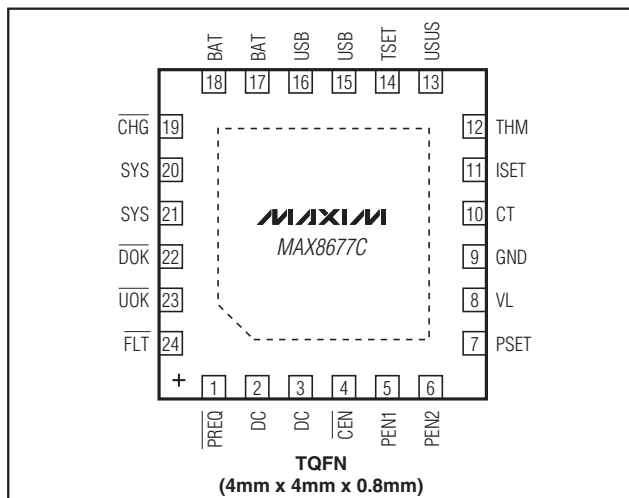 BAT BAT USB USB TSET USUS
18 17 16 15 14 13
CHG 19
SYS 20
SYS 21
DOK 22
UOK 23
FLT 24
MAXIM
MAX8677C
12 THM
11 ISET
10 CT
9 GND
8 VL
7 PSET
+
1 2 3 4 5 6
PREQ DC DC CEN PEN1 PEN2
TQFN
(4mm x 4mm x 0.8mm)